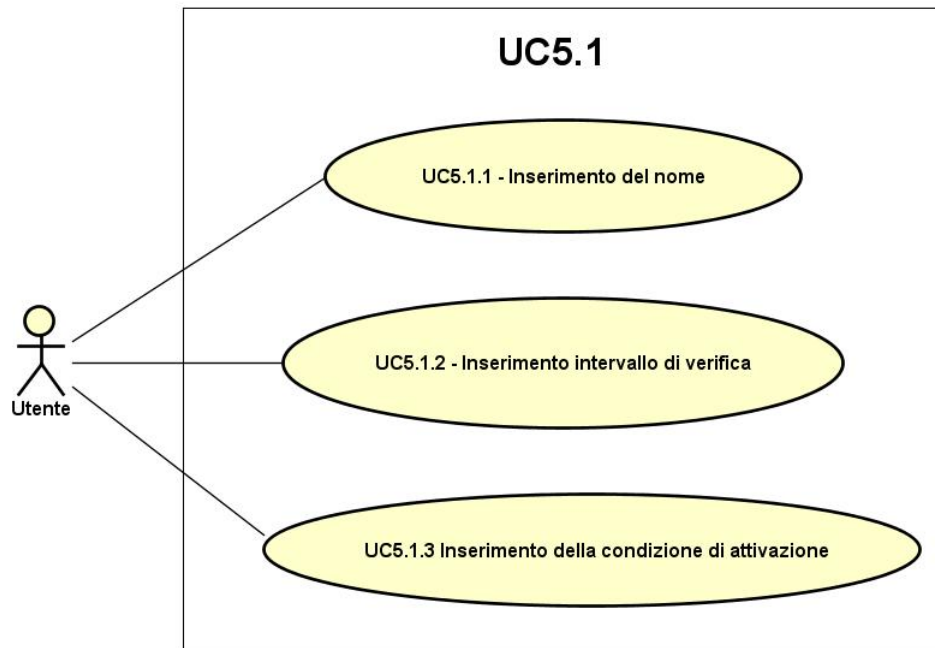 UC5.1
UC5.1.1 - Inserimento del nome
UC5.1.2 - Inserimento intervallo di verifica
Utente
UC5.1.3 Inserimento della condizione di attivazione